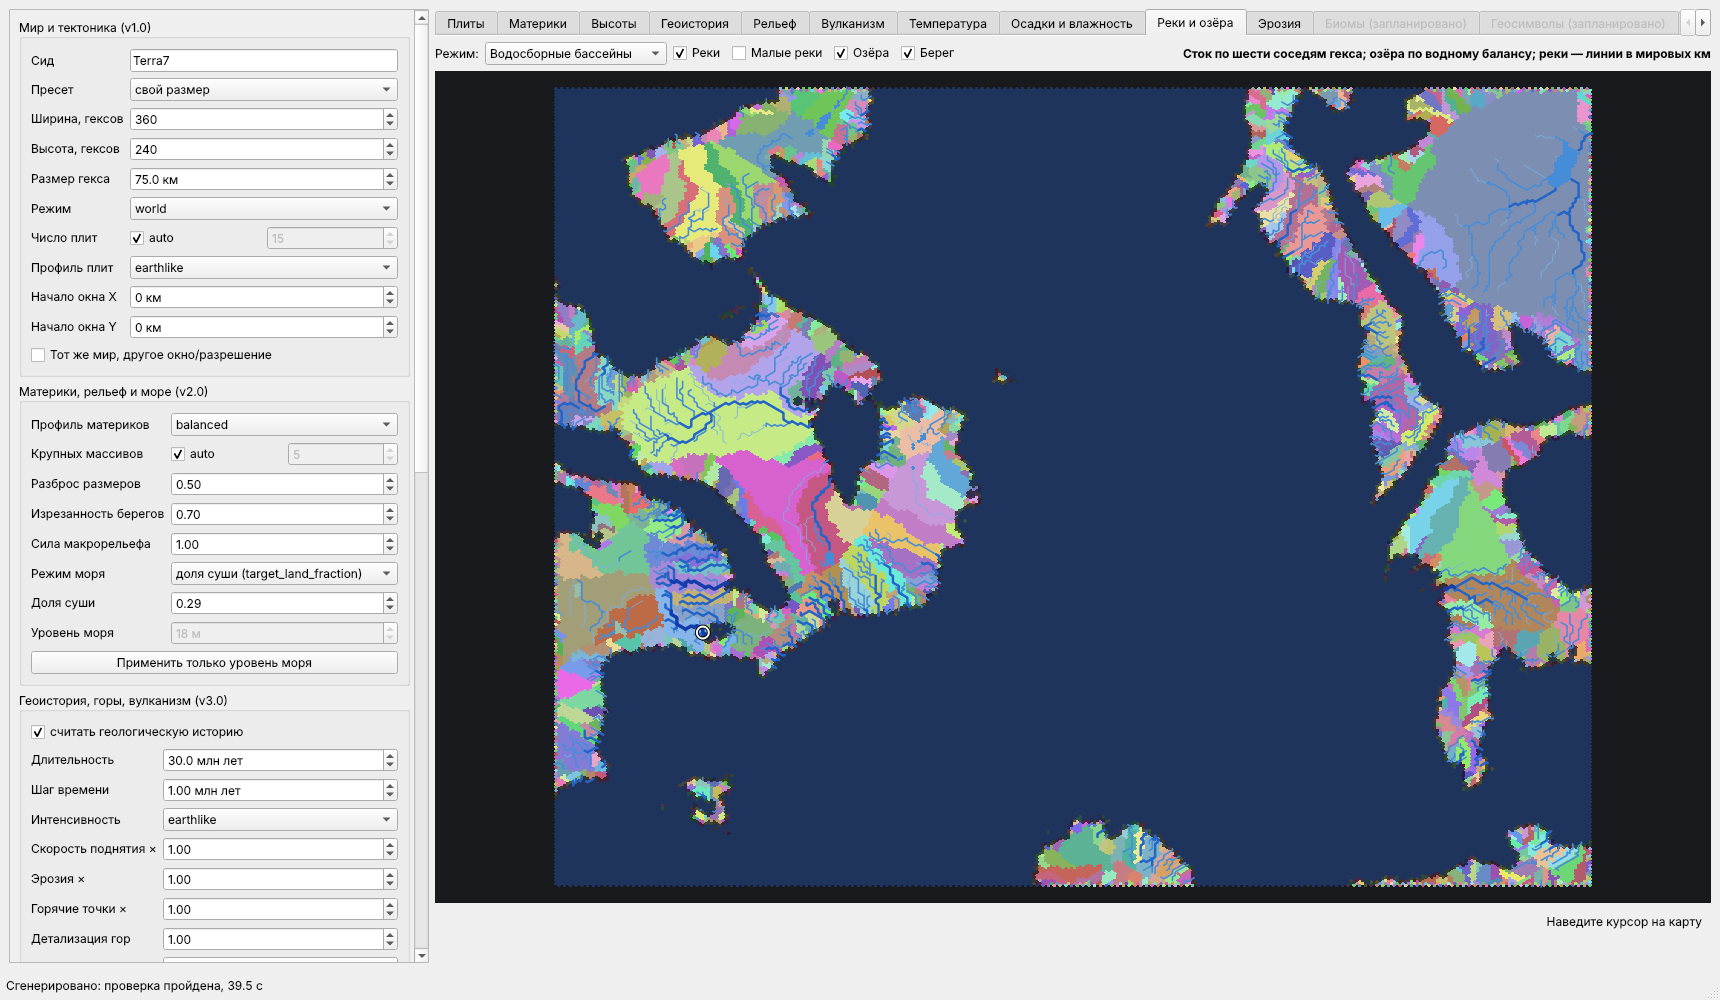 Мир и тектоника (v1.0)
Сид Terra7
Пресет свой размер
Ширина, гексов 360
Высота, гексов 240
Размер гекса 75.0 км
Режим world
Число плит auto 15
Профиль плит earthlike
Начало окна X 0 км
Начало окна Y 0 км
Тот же мир, другое окно/разрешение
Материки, рельеф и море (v2.0)
Профиль материков balanced
Крупных массивов auto 5
Разброс размеров 0.50
Изрезанность берегов 0.70
Сила макрорельефа 1.00
Режим моря доля суши (target_land_fraction)
Доля суши 0.29
Уровень моря 18 м
Применить только уровень моря
Геоистория, горы, вулканизм (v3.0)
считать геологическую историю
Длительность 30.0 млн лет
Шаг времени 1.00 млн лет
Интенсивность earthlike
Скорость поднятия × 1.00
Эрозия × 1.00
Горячие точки × 1.00
Детализация гор 1.00
Плиты Материки Высоты Геоистория Рельеф Вулканизм Температура Осадки и влажность Реки и озёра Эрозия Биомы (запланировано) Геосимволы (запланировано)
Режим: Водосборные бассейны Реки Малые реки Озёра Берег Сток по шести соседям гекса; озёра по водному балансу; реки — линии в мировых км
Наведите курсор на карту
Сгенерировано: проверка пройдена, 39.5 с